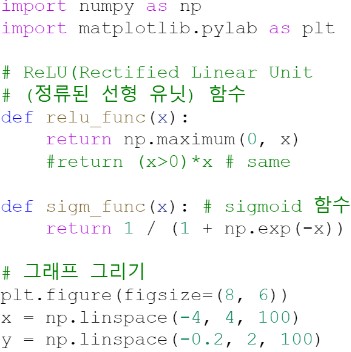 import numpy as np
import matplotlib.pylab as plt
# ReLU(Rectified Linear Unit
# (정류된 선형 유닛) 함수
def relu_func(x):
return np.maximum(0, x)
#return (x>0)*x # same
def sigm_func(x): # sigmoid 함수
return 1 / (1 + np.exp(-x))
# 그래프 그리기
plt.figure(figsize=(8, 6))
x = np.linspace(-4, 4, 100)
y = np.linspace(-0.2, 2, 100)